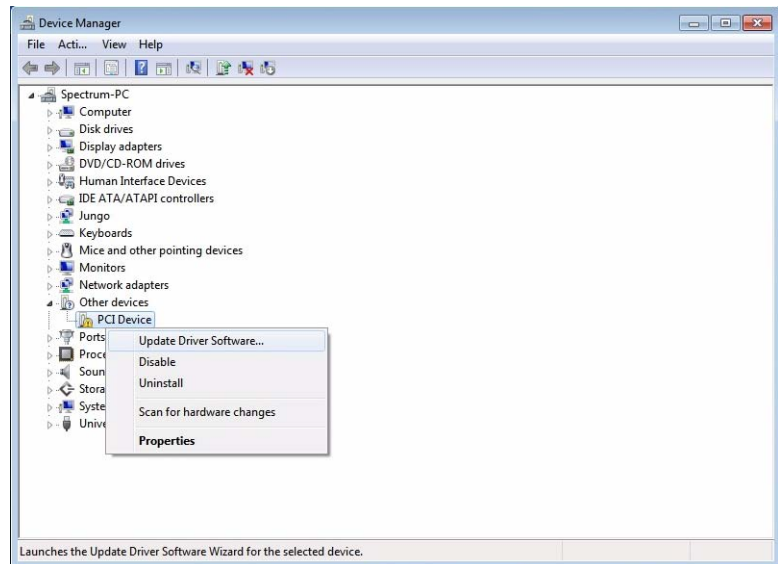 Device Manager
File Acti... View Help
Spectrum-PC
Computer
Disk drives
Display adapters
DVD/CD-ROM drives
Human Interface Devices
IDE ATA/ATAPI controllers
Jungo
Keyboards
Mice and other pointing devices
Monitors
Network adapters
Other devices
PCI Device
Ports
Proce
Soun
Stora
Syste
Unive
Update Driver Software...
Disable
Uninstall
Scan for hardware changes
Properties
Launches the Update Driver Software Wizard for the selected device.